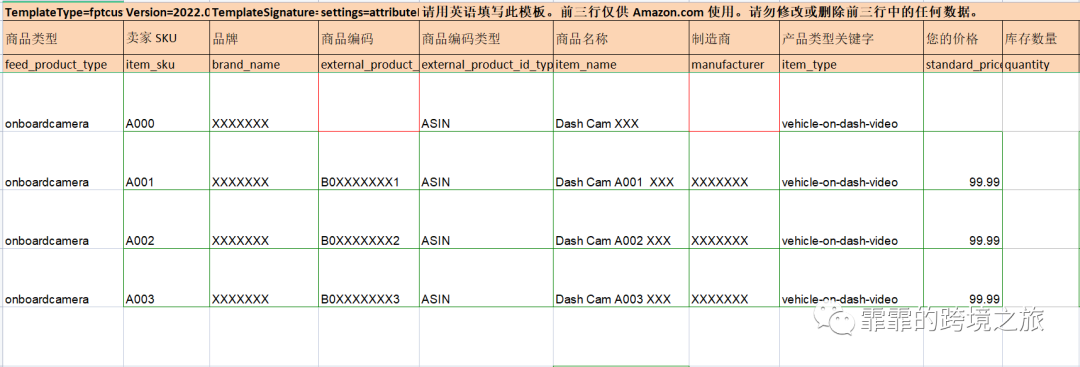 TemplateType=fptcus Version=2022.0 TemplateSignature= settings=attribute 请用英语填写此模板。前三行仅供 Amazon.com 使用。请勿修改或删除前三行中的任何数据。
商品类型 卖家 SKU 品牌 商品编码 商品编码类型 商品名称 制造商 产品类型关键字 您的价格 库存数量
feed_product_type item_sku brand_name external_product_ external_product_id_typ item_name manufacturer item_type standard_price quantity
onboardcamera A000 XXXXXXX ASIN Dash Cam XXX vehicle-on-dash-video
onboardcamera A001 XXXXXXX B0XXXXXXX1 ASIN Dash Cam A001 XXX XXXXXXX vehicle-on-dash-video 99.99
onboardcamera A002 XXXXXXX B0XXXXXXX2 ASIN Dash Cam A002 XXX XXXXXXX vehicle-on-dash-video 99.99
onboardcamera A003 XXXXXXX B0XXXXXXX3 ASIN Dash Cam A003 XXX XXXXXXX vehicle-on-dash-video 99.99
霏霏的跨境之旅